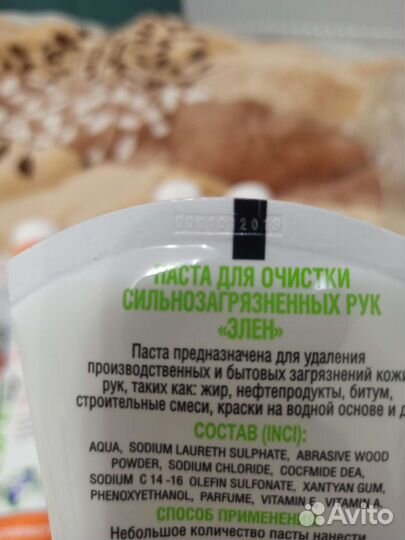 ПАСТА ДЛЯ ОЧИСТКИ
СИЛЬНОЗАГРЯЗНЕННЫХ РУК
«ЭЛЕН»
Паста предназначена для удаления
производственных и бытовых загрязнений кожи
рук, таких как: жир, нефтепродукты, битум,
строительные смеси, краски на водной основе и д
СОСТАВ (INCI):
AQUA, SODIUM LAURETH SULPHATE, ABRASIVE WOOD
POWDER, SODIUM CHLORIDE, COCFMIDE DEA,
SODIUM C 14 -16 OLEFIN SULFONATE, XANTYAN GUM,
PHENOXYETHANOL, PARFUME, VITAMIN E, VITAMIN A
СПОСОБ ПРИМЕНЕНИ
Небольшое количество пасты нанести
Avito